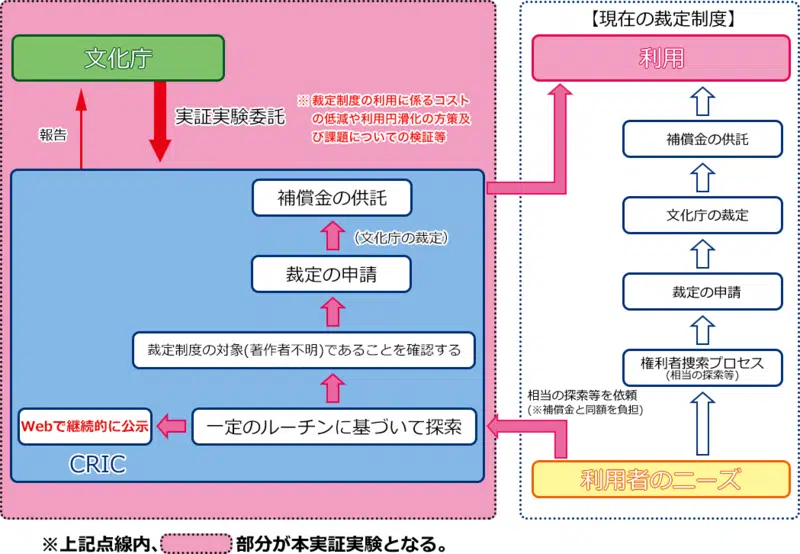 文化庁
実証実験委託
報告
※ 裁定制度の利用に係るコスト
の低減や利用円滑化の方策及
び課題についての検証等
補償金の供託
（文化庁の裁定）
裁定の申請
裁定制度の対象(著作者不明)であることを確認する
一定のルーチンに基づいて探索
Webで継続的に公示
CRIC
【現在の裁定制度】
利用
補償金の供託
文化庁の裁定
裁定の申請
権利者捜索プロセス
(相当の探索等)
相当の探索等を依頼
(※補償金と同額を負担)
利用者のニーズ
※上記点線内、
部分が本実証実験となる。